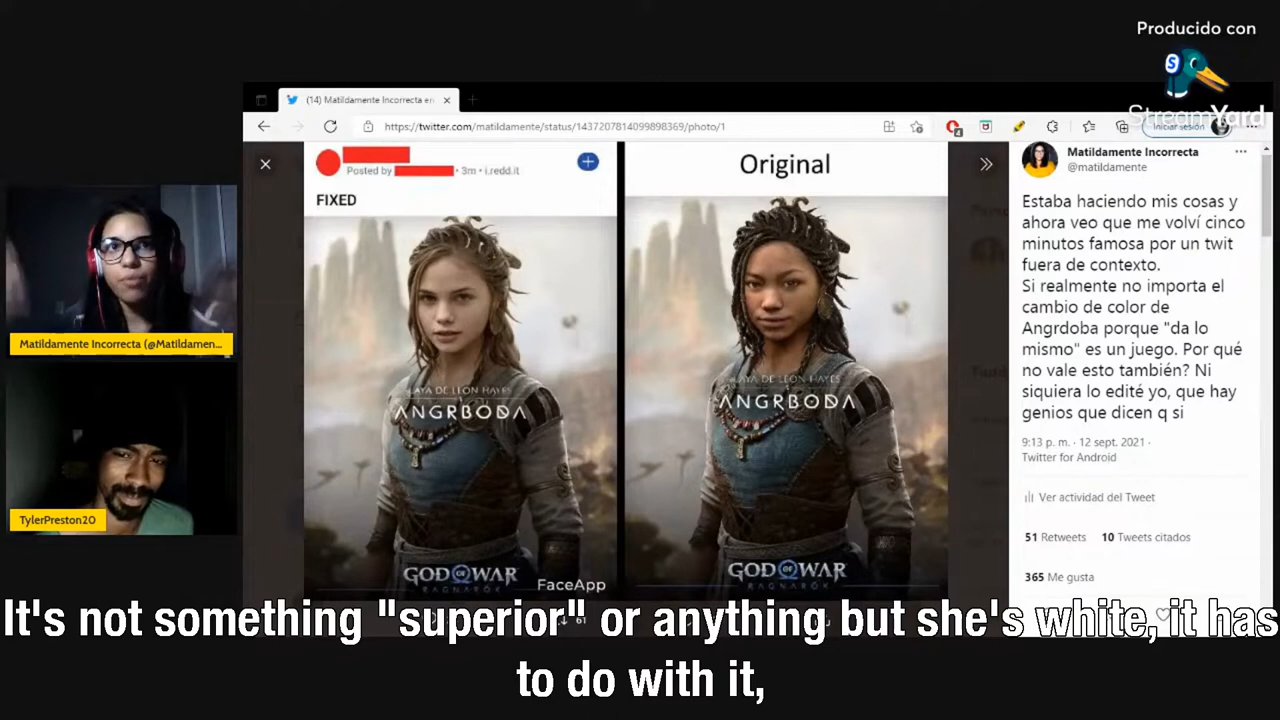 Producido con
StreamYard
(14) Matildamente Incorrecta en
https://twitter.com/matildamente/status/1437207814099898369/photo/1
Iniciar sesión
Posted by
• 3m • i.redd.it
FIXED
Original
LAYA DE LEON HAYES
ANGRBODA
GOD OF WAR
RAGNARÖK
FaceApp
LAYA DE LEON HAYES
ANGRBODA
GOD OF WAR
RAGNARÖK
Matildamente Incorrecta
@matildamente
Estaba haciendo mis cosas y
ahora veo que me volví cinco
minutos famosa por un twit
fuera de contexto.
Si realmente no importa el
cambio de color de
Angrdoba porque "da lo
mismo" es un juego. Por qué
no vale esto también? Ni
siquiera lo edité yo, que hay
genios que dicen q si
9:13 p. m. · 12 sept. 2021 ·
Twitter for Android
Ver actividad del Tweet
51 Retweets 10 Tweets citados
365 Me gusta
Matildamente Incorrecta (@Matildamen...
TylerPreston20
It's not something "superior" or anything but she's white, it has
to do with it,